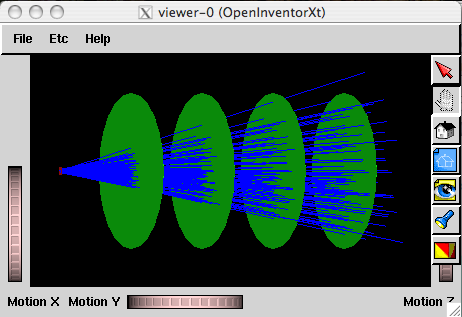 viewer-0 (OpenInventorXt)
File Etc Help
Motion X Motion Y Motion Z